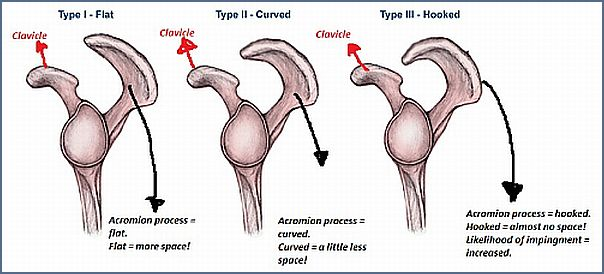 Type I - Flat
Type II - Curved
Type III - Hooked
Clavicle
Clavicle
Clavicle
Acromion process =
flat.
Flat = more space!
Acromion process =
curved.
Curved = a little less
space!
Acromion process = hooked.
Hooked = almost no space!
Likelihood of impingment =
increased.